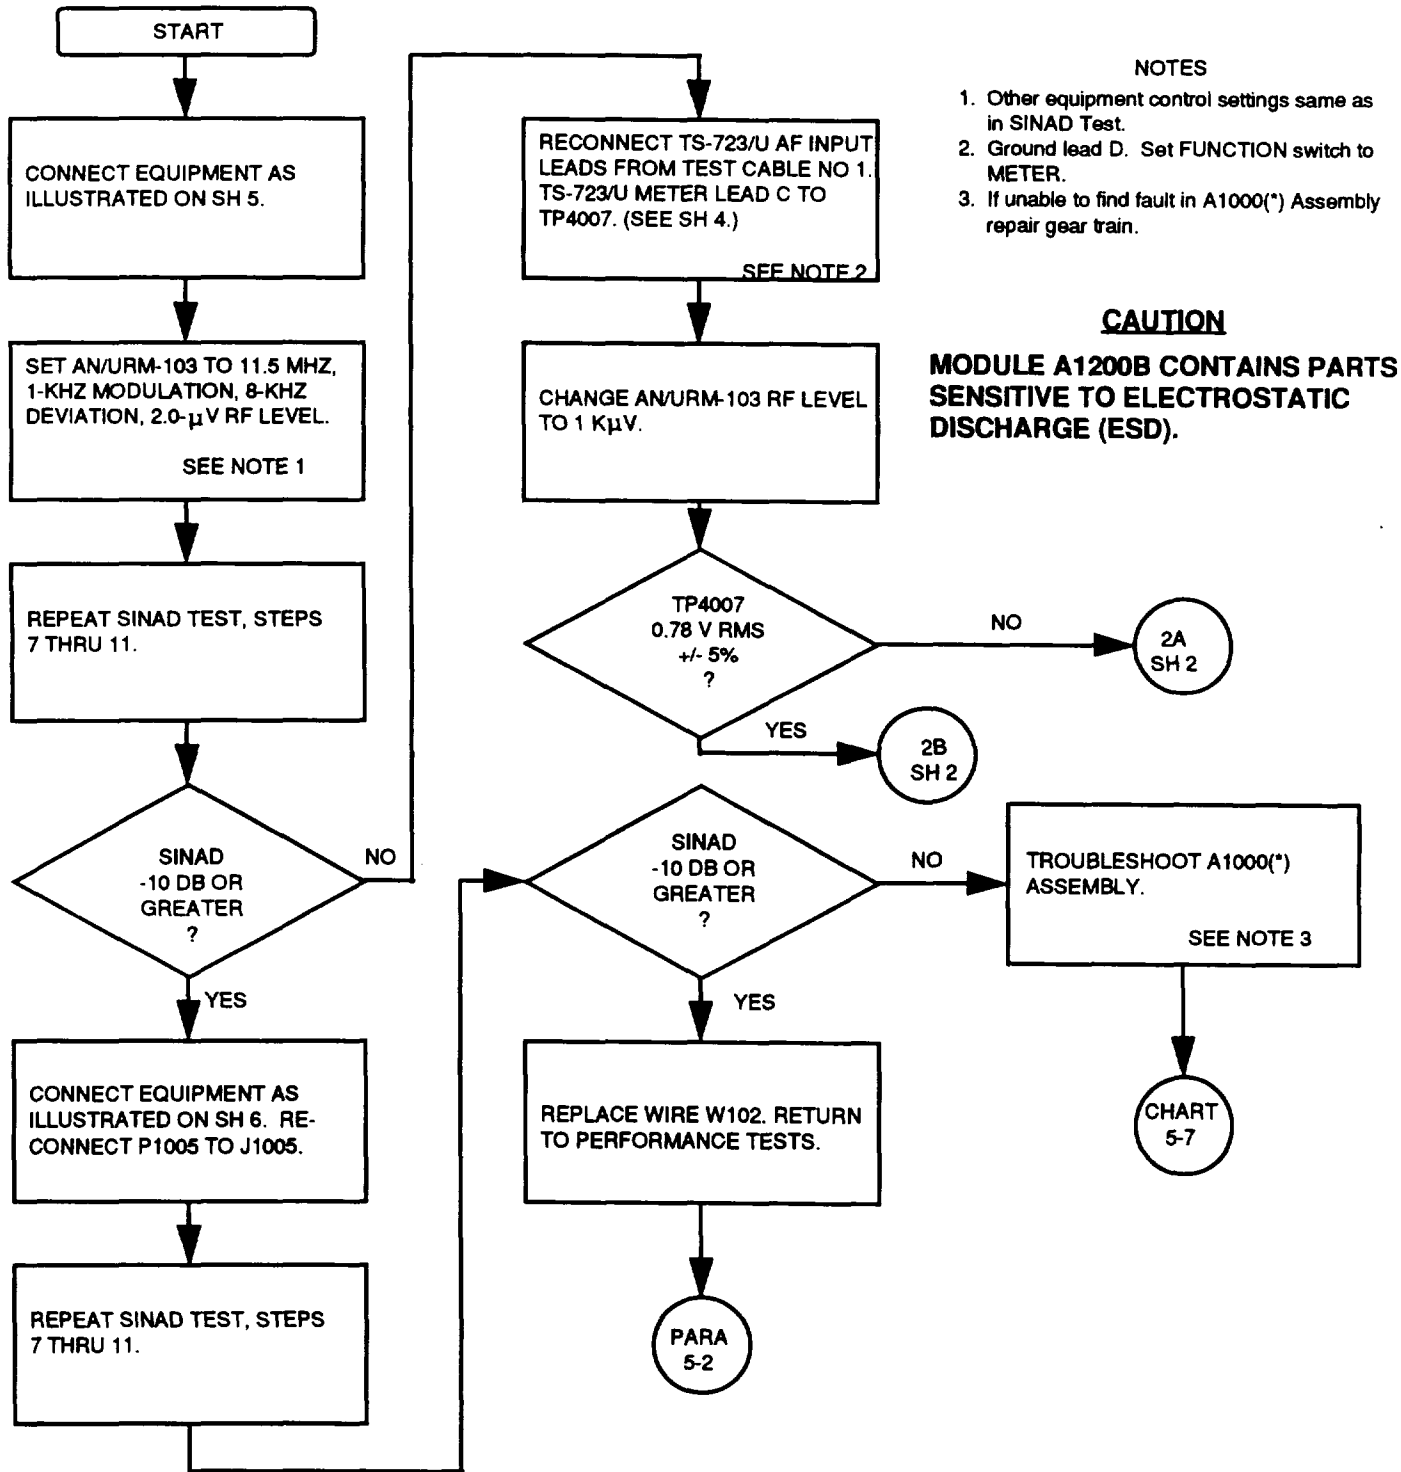 START
CONNECT EQUIPMENT AS
ILLUSTRATED ON SH 5.
SET AN/URM-103 TO 11.5 MHZ,
1-KHZ MODULATION, 8-KHZ
DEVIATION, 2.0-μV RF LEVEL.
SEE NOTE 1
REPEAT SINAD TEST, STEPS
7 THRU 11.
SINAD
-10 DB OR
GREATER
?
NO
YES
CONNECT EQUIPMENT AS
ILLUSTRATED ON SH 6. RE-
CONNECT P1005 TO J1005.
REPEAT SINAD TEST, STEPS
7 THRU 11.
RECONNECT TS-723/U AF INPUT
LEADS FROM TEST CABLE NO 1.
TS-723/U METER LEAD C TO
TP4007. (SEE SH 4.)
SEE NOTE 2
CHANGE AN/URM-103 RF LEVEL
TO 1 KμV.
TP4007
0.78 V RMS
+/- 5%
?
NO
2A
SH 2
YES
2B
SH 2
SINAD
-10 DB OR
GREATER
?
NO
TROUBLESHOOT A1000(*)
ASSEMBLY.
SEE NOTE 3
CHART
5-7
YES
REPLACE WIRE W102. RETURN
TO PERFORMANCE TESTS.
PARA
5-2
NOTES
1. Other equipment control settings same as
in SINAD Test.
2. Ground lead D. Set FUNCTION switch to
METER.
3. If unable to find fault in A1000(*) Assembly
repair gear train.
CAUTION
MODULE A1200B CONTAINS PARTS
SENSITIVE TO ELECTROSTATIC
DISCHARGE (ESD).